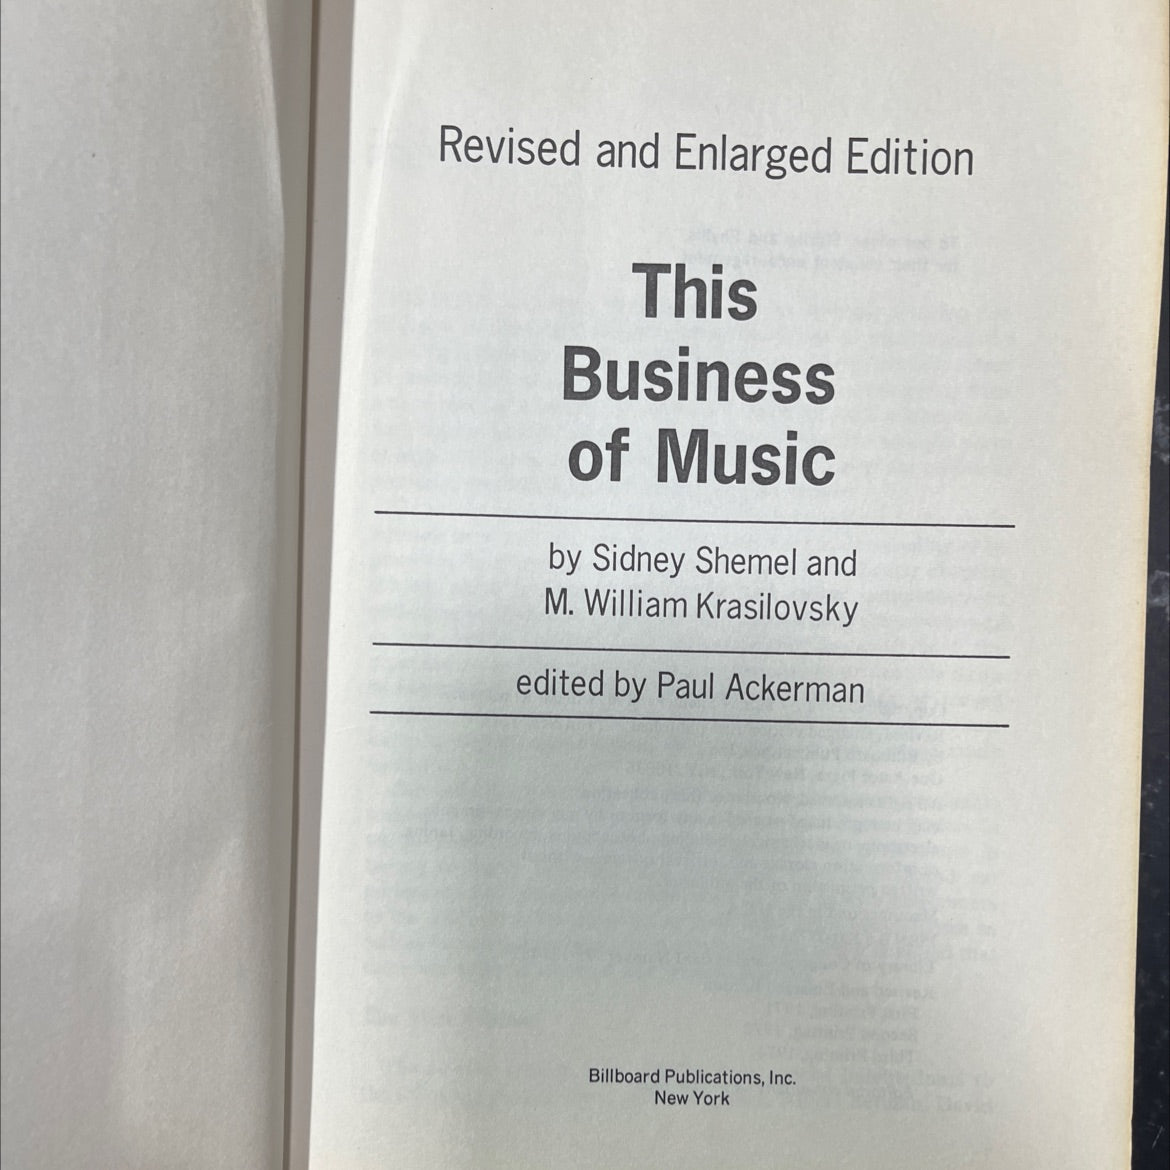 Revised and Enlarged Edition
This
Business
of Music
by Sidney Shemel and
M. William Krasilovsky
edited by Paul Ackerman
Billboard Publications, Inc.
New York